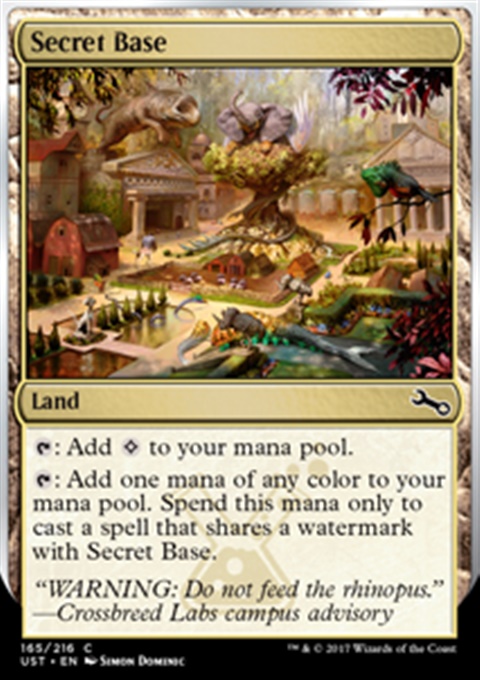 Secret Base
Land
: Add to your mana pool.
: Add one mana of any color to your
mana pool. Spend this mana only to
cast a spell that shares a watermark
with Secret Base.
“WARNING: Do not feed the rhinopus.”
—Crossbreed Labs campus advisory
165/216 C
UST • EN Simon Dominic
™ & © 2017 Wizards of the Coast